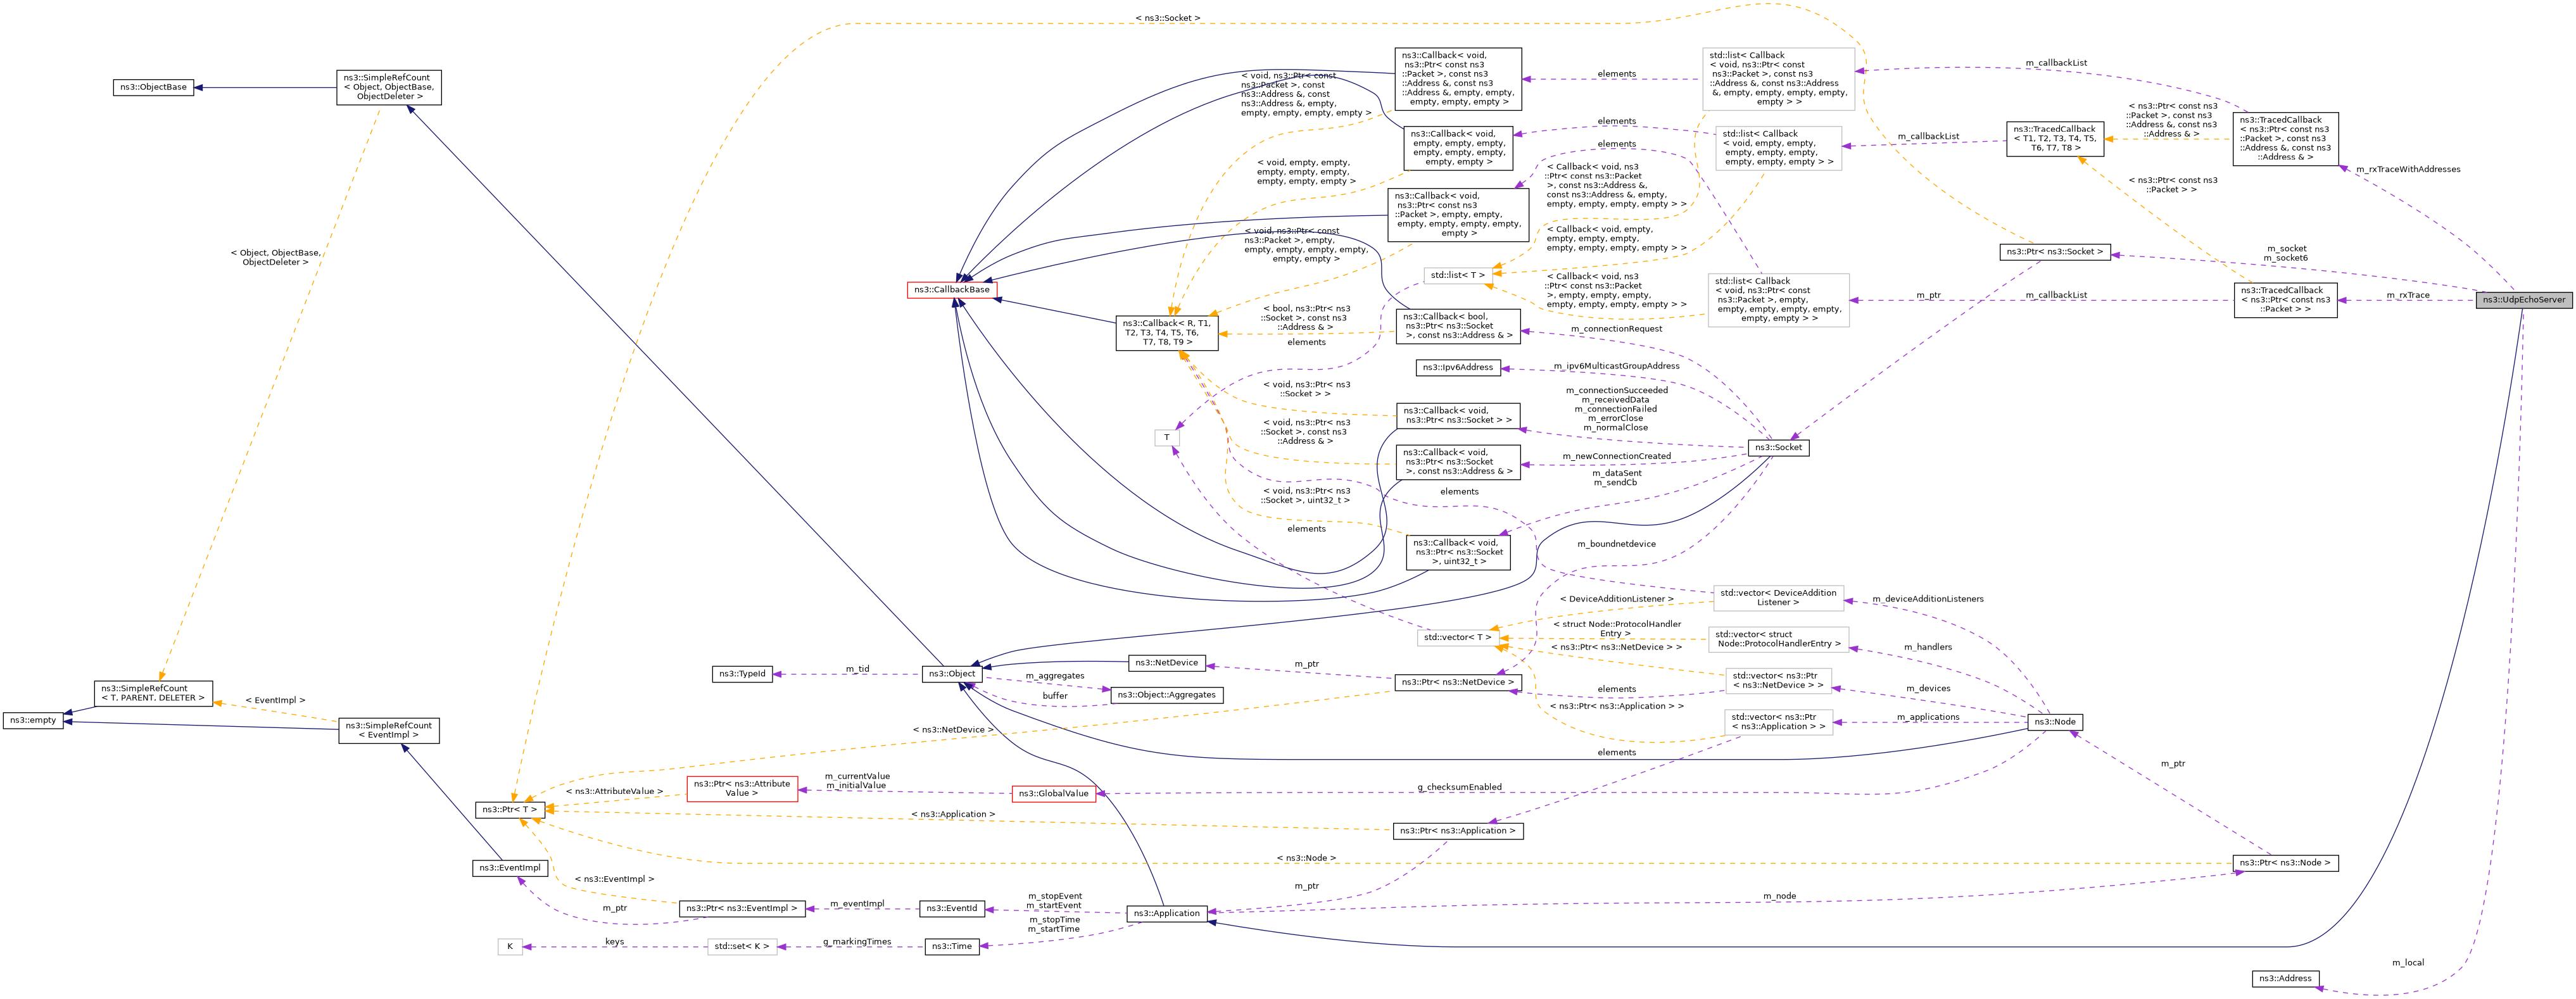 < ns3::Socket >
ns3::ObjectBase
ns3::SimpleRefCount
< Object, ObjectBase,
ObjectDeleter >
< Object, ObjectBase,
ObjectDeleter >
ns3::SimpleRefCount
< T, PARENT, DELETER >
ns3::empty
< EventImpl >
ns3::SimpleRefCount
< EventImpl >
ns3::Ptr< T >
ns3::EventImpl
K
keys
std::set< K >
g_markingTimes
ns3::Time
m_ptr
< ns3::EventImpl >
ns3::Ptr< ns3::EventImpl >
m_eventImpl
ns3::EventId
m_stopEvent
m_startEvent
m_stopTime
m_startTime
ns3::Application
< ns3::AttributeValue >
ns3::Ptr< ns3::Attribute
Value >
m_currentValue
m_initialValue
ns3::GlobalValue
g_checksumEnabled
< ns3::Application >
< ns3::Node >
< ns3::NetDevice >
ns3::TypeId
m_tid
ns3::Object
m_aggregates
buffer
ns3::Object::Aggregates
ns3::NetDevice
m_ptr
ns3::Ptr< ns3::NetDevice >
ns3::CallbackBase
ns3::Callback< R, T1,
T2, T3, T4, T5, T6,
T7, T8, T9 >
T
< void, ns3::Ptr< const
ns3::Packet >, const
ns3::Address &, const
ns3::Address &, empty,
empty, empty, empty, empty >
< void, empty, empty,
empty, empty, empty,
empty, empty, empty >
< void, ns3::Ptr< const
ns3::Packet >, empty,
empty, empty, empty, empty,
empty, empty >
< bool, ns3::Ptr< ns3
::Socket >, const ns3
::Address & >
elements
< void, ns3::Ptr< ns3
::Socket > >
< void, ns3::Ptr< ns3
::Socket >, const ns3
::Address & >
< void, ns3::Ptr< ns3
::Socket >, uint32_t >
elements
elements
ns3::Callback< void,
ns3::Ptr< const ns3
::Packet >, const ns3
::Address &, const ns3
::Address &, empty, empty,
empty, empty, empty >
ns3::Callback< void,
empty, empty, empty,
empty, empty, empty,
empty, empty >
ns3::Callback< void,
ns3::Ptr< const ns3
::Packet >, empty, empty,
empty, empty, empty, empty,
empty >
std::list< T >
ns3::Callback< bool,
ns3::Ptr< ns3::Socket
>, const ns3::Address & >
ns3::Ipv6Address
ns3::Callback< void,
ns3::Ptr< ns3::Socket > >
ns3::Callback< void,
ns3::Ptr< ns3::Socket
>, const ns3::Address & >
ns3::Callback< void,
ns3::Ptr< ns3::Socket
>, uint32_t >
std::vector< T >
ns3::Ptr< ns3::Application >
m_ptr
elements
elements
elements
< Callback< void, ns3
::Ptr< const ns3::Packet
>, const ns3::Address &,
const ns3::Address &, empty,
empty, empty, empty, empty > >
< Callback< void, empty,
empty, empty, empty,
empty, empty, empty, empty > >
< Callback< void, ns3
::Ptr< const ns3::Packet
>, empty, empty, empty,
empty, empty, empty, empty > >
m_connectionRequest
m_ipv6MulticastGroupAddress
m_connectionSucceeded
m_receivedData
m_connectionFailed
m_errorClose
m_normalClose
m_newConnectionCreated
m_dataSent
m_sendCb
m_boundnetdevice
< DeviceAdditionListener >
< struct Node::ProtocolHandler
Entry >
< ns3::Ptr< ns3::NetDevice > >
elements
< ns3::Ptr< ns3::Application > >
elements
std::list< Callback
< void, ns3::Ptr< const
ns3::Packet >, const ns3
::Address &, const ns3::Address
&, empty, empty, empty, empty,
empty > >
std::list< Callback
< void, empty, empty,
empty, empty, empty,
empty, empty, empty > >
std::list< Callback
< void, ns3::Ptr< const
ns3::Packet >, empty,
empty, empty, empty, empty,
empty, empty > >
ns3::Socket
std::vector< DeviceAddition
Listener >
std::vector< struct
Node::ProtocolHandlerEntry >
std::vector< ns3::Ptr
< ns3::NetDevice > >
std::vector< ns3::Ptr
< ns3::Application > >
m_callbackList
m_callbackList
m_ptr
m_callbackList
m_deviceAdditionListeners
m_handlers
m_devices
m_applications
m_node
ns3::TracedCallback
< T1, T2, T3, T4, T5,
T6, T7, T8 >
ns3::Ptr< ns3::Socket >
ns3::Node
m_ptr
< ns3::Ptr< const ns3
::Packet >, const ns3
::Address &, const ns3
::Address & >
< ns3::Ptr< const ns3
::Packet > >
ns3::TracedCallback
< ns3::Ptr< const ns3
::Packet >, const ns3
::Address &, const ns3
::Address & >
ns3::TracedCallback
< ns3::Ptr< const ns3
::Packet > >
m_socket
m_socket6
m_rxTraceWithAddresses
m_rxTrace
ns3::UdpEchoServer
ns3::Ptr< ns3::Node >
m_local
ns3::Address